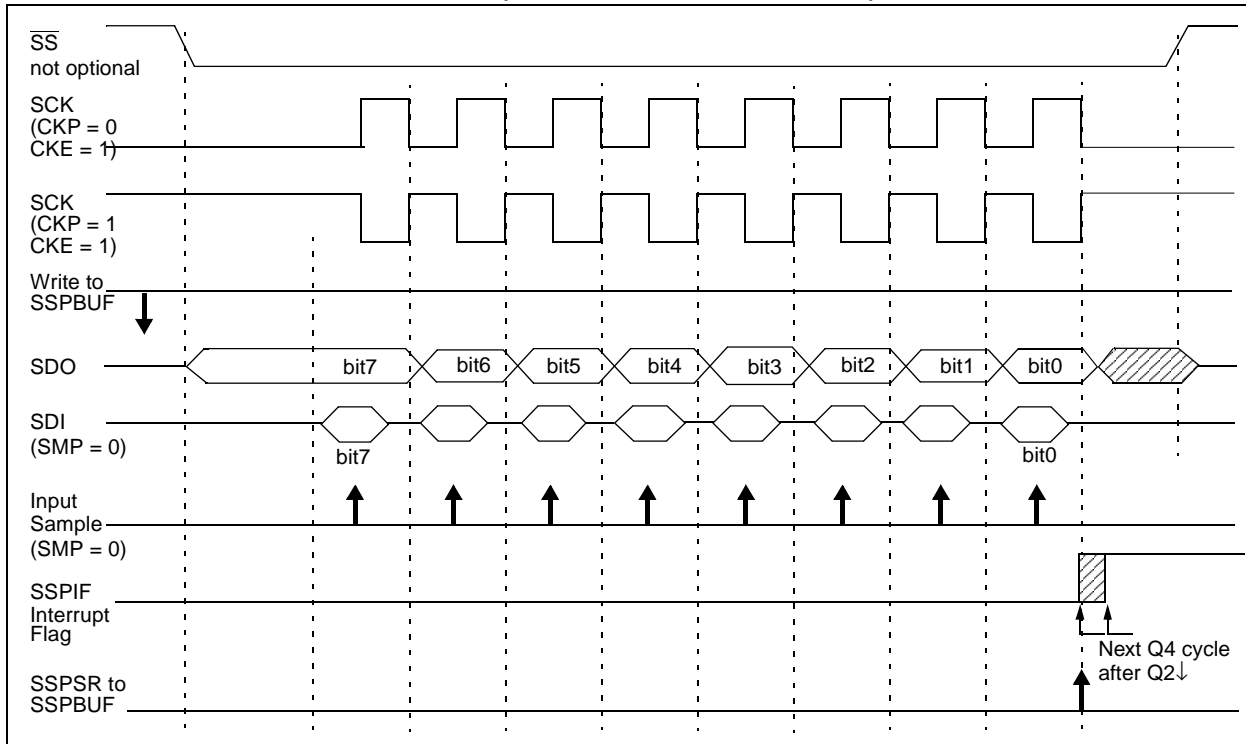 SS
not optional
SCK
(CKP = 0
CKE = 1)
SCK
(CKP = 1
CKE = 1)
Write to
SSPBUF
SDO
bit7
bit6
bit5
bit4
bit3
bit2
bit1
bit0
SDI
(SMP = 0)
bit7
bit0
Input
Sample
(SMP = 0)
SSPIF
Interrupt
Flag
Next Q4 cycle
after Q2↓
SSPSR to
SSPBUF